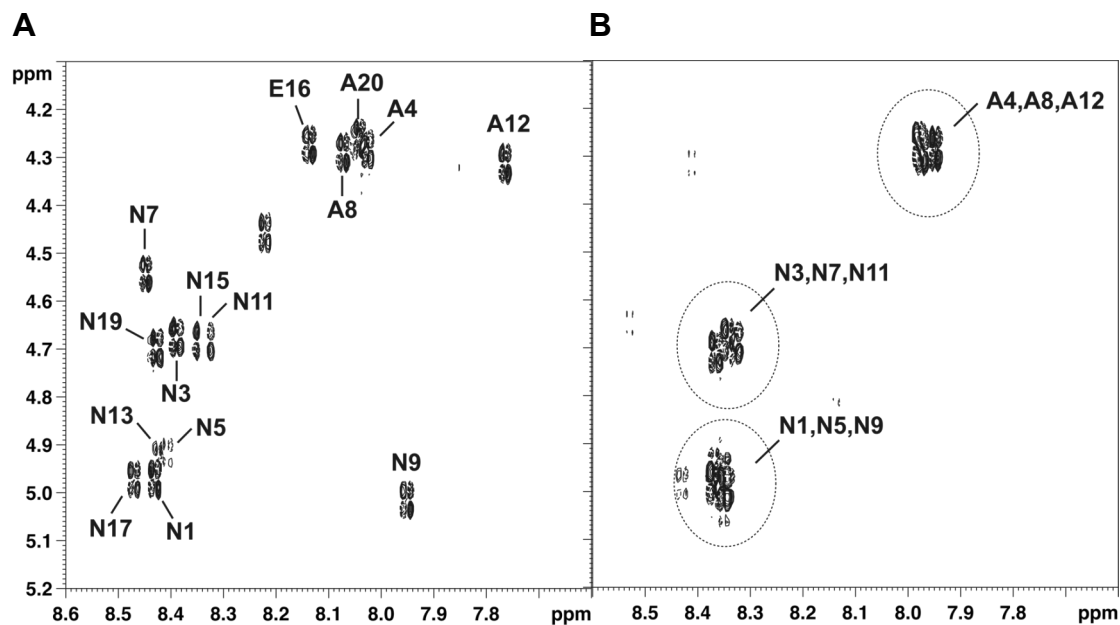 A
B
ppm
4.2
4.3
4.4
4.5
4.6
4.7
4.8
4.9
5.0
5.1
5.2
E16
A20
A4
A12
A8
N7
N15
N11
N19
N3
N13
N5
N9
N17
N1
8.6
8.5
8.4
8.3
8.2
8.1
8.0
7.9
7.8
ppm
A4,A8,A12
N3,N7,N11
N1,N5,N9
8.5
8.4
8.3
8.2
8.1
8.0
7.9
7.8
ppm